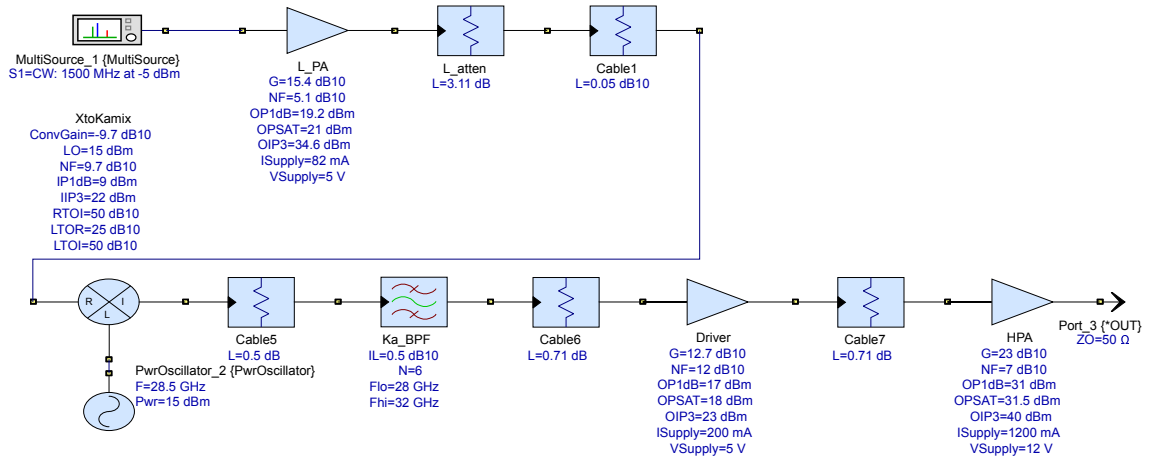 MultiSource_1 {MultiSource}
S1=CW: 1500 MHz at -5 dBm
L_PA
G=15.4 dB10
NF=5.1 dB10
OP1dB=19.2 dBm
OPSAT=21 dBm
OIP3=34.6 dBm
ISupply=82 mA
VSupply=5 V
L_atten
L=3.11 dB
Cable1
L=0.05 dB10
XtoKamix
ConvGain=-9.7 dB10
LO=15 dBm
NF=9.7 dB10
IP1dB=9 dBm
IIP3=22 dBm
RTOI=50 dB10
LTOR=25 dB10
LTOI=50 dB10
R
I
L
PwrOscillator_2 {PwrOscillator}
F=28.5 GHz
Pwr=15 dBm
Cable5
L=0.5 dB
Ka_BPF
IL=0.5 dB10
N=6
Flo=28 GHz
Fhi=32 GHz
Cable6
L=0.71 dB
Driver
G=12.7 dB10
NF=12 dB10
OP1dB=17 dBm
OPSAT=18 dBm
OIP3=23 dBm
ISupply=200 mA
VSupply=5 V
Cable7
L=0.71 dB
HPA
G=23 dB10
NF=7 dB10
OP1dB=31 dBm
OPSAT=31.5 dBm
OIP3=40 dBm
ISupply=1200 mA
VSupply=12 V
Port_3 {*OUT}
ZO=50 Ω